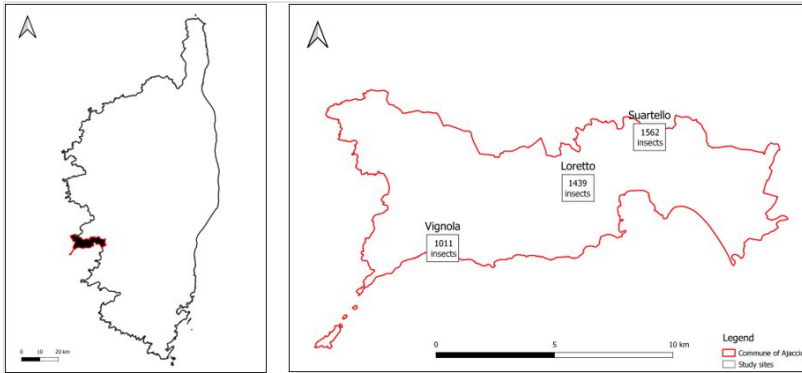 0 10 20 km
Suartello
1562
insects
Loretto
1439
insects
Vignola
1011
insects
0 5 10 km
Legend
Commune of Ajaccio
Study sites